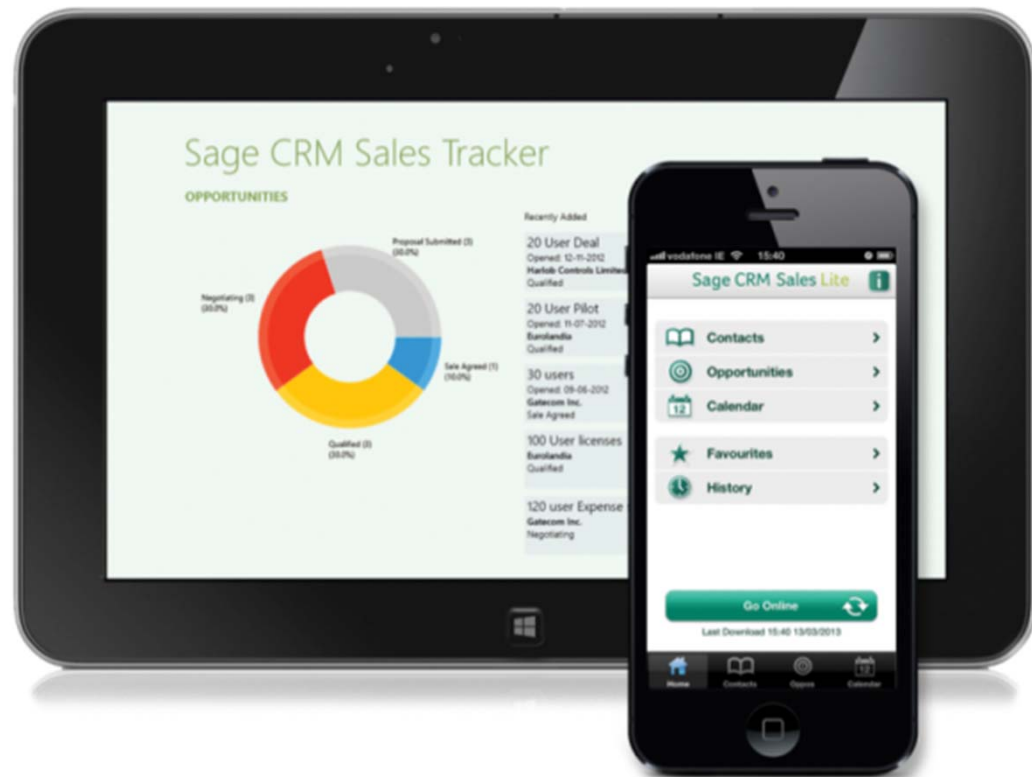 Sage CRM Sales Tracker
OPPORTUNITIES
Proposal Submitted (3)
(30.0%)
Negotiating (3)
(30.0%)
Sale Agreed (1)
(10.0%)
Qualified (3)
(30.0%)
Recently Added
20 User Deal
Opened: 12-11-2012
Harlob Controls Limited
Qualified
20 User Pilot
Opened: 11-07-2012
Eurolandia
Qualified
30 users
Opened: 09-06-2012
Gatecom Inc.
Sale Agreed
100 User licenses
Eurolandia
Qualified
120 user Expense
Gatecom Inc.
Negotiating
vodafone IE 15:40
Sage CRM Sales Lite
Contacts
Opportunities
12 Calendar
Favourites
History
Go Online
Last Download 15:40 13/03/2013
12
Home Contacts Oppos Calendar